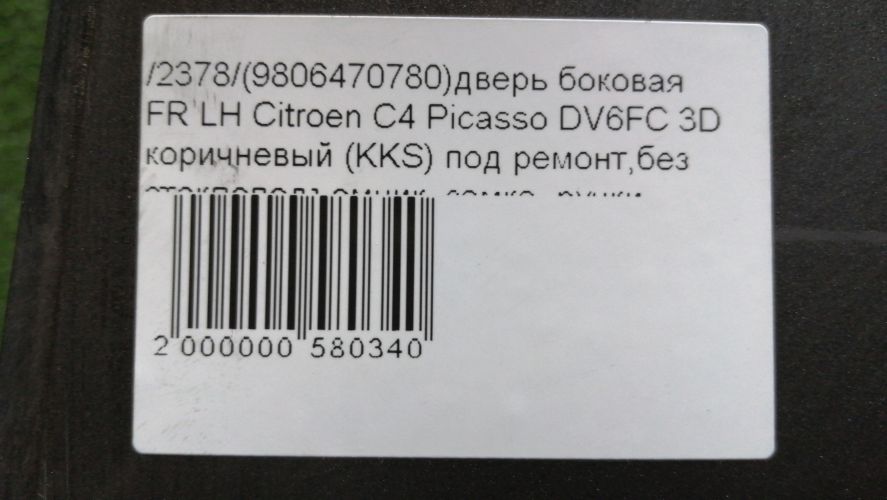 /2378/(9806470780)дверь боковая
FR LH Citroen C4 Picasso DV6FC 3D
коричневый (KKS) под ремонт,без
2 000000 580340